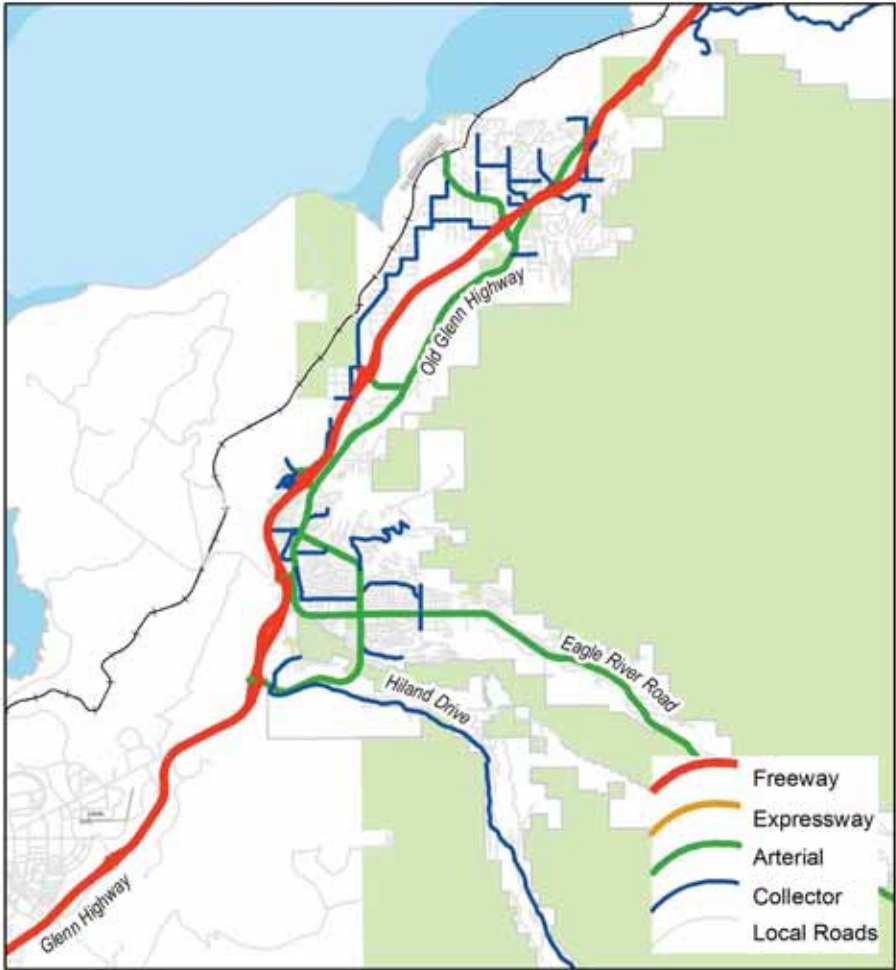 Old Glenn Highway
Eagle River Road
Hiland Drive
Glenn Highway
Freeway
Expressway
Arterial
Collector
Local Roads